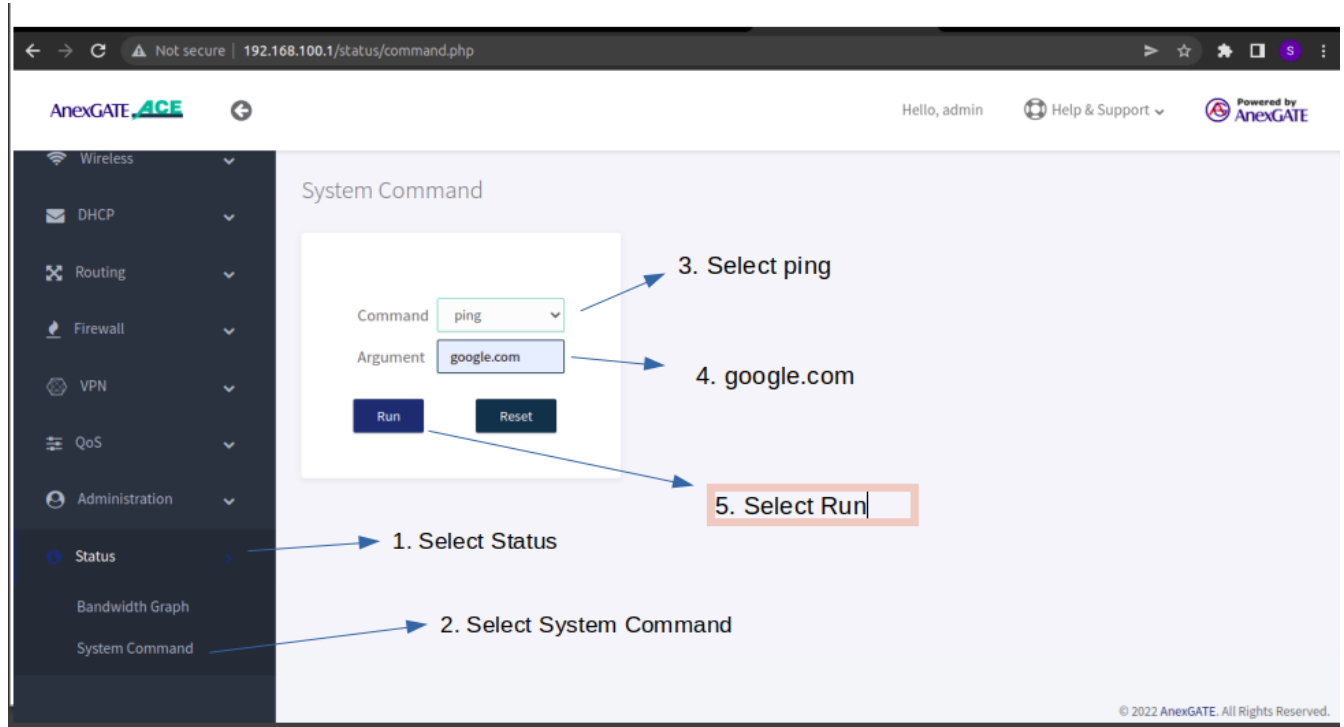 Not secure | 192.168.100.1/status/command.php
S
AnexGATE ACE
Hello, admin
Help & Support
Powered by
AnexGATE
Wireless
DHCP
Routing
Firewall
VPN
QoS
Administration
Status
Bandwidth Graph
System Command
System Command
Command
ping
Argument
google.com
Run
Reset
3. Select ping
4. google.com
5. Select Run
1. Select Status
2. Select System Command
© 2022 AnexGATE. All Rights Reserved.